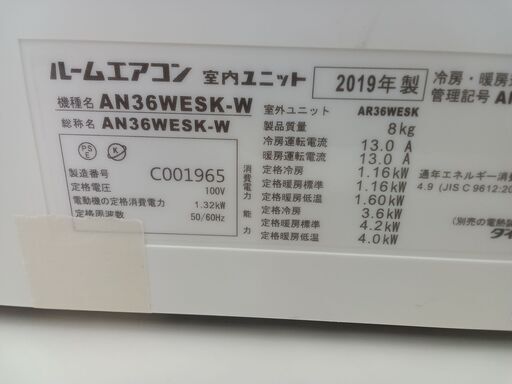 ルームエアコン 室内ユニット 2019年製 冷房・暖房
機種名 AN36WESK-W 室外ユニット AR36WESK 管理記号
総称名 AN36WESK-W 製品質量 8kg
PSE K
冷房運転電流 13.0 A
暖房運転電流 13.0 A
製造番号 C001965
定格電圧 100V
電動機の定格消費電力 1.32kW
定格周波数 50/60Hz
消費電力 定格冷房 1.16kW
定格暖房標準 1.16kW
定格暖房低温 1.60kW
能力 定格冷房 3.6kW
定格暖房標準 4.2kW
定格暖房低温 4.0kW
通年エネルギー消費
4.9 (JIS C 9612:20
(別売の電熱装
ダイ